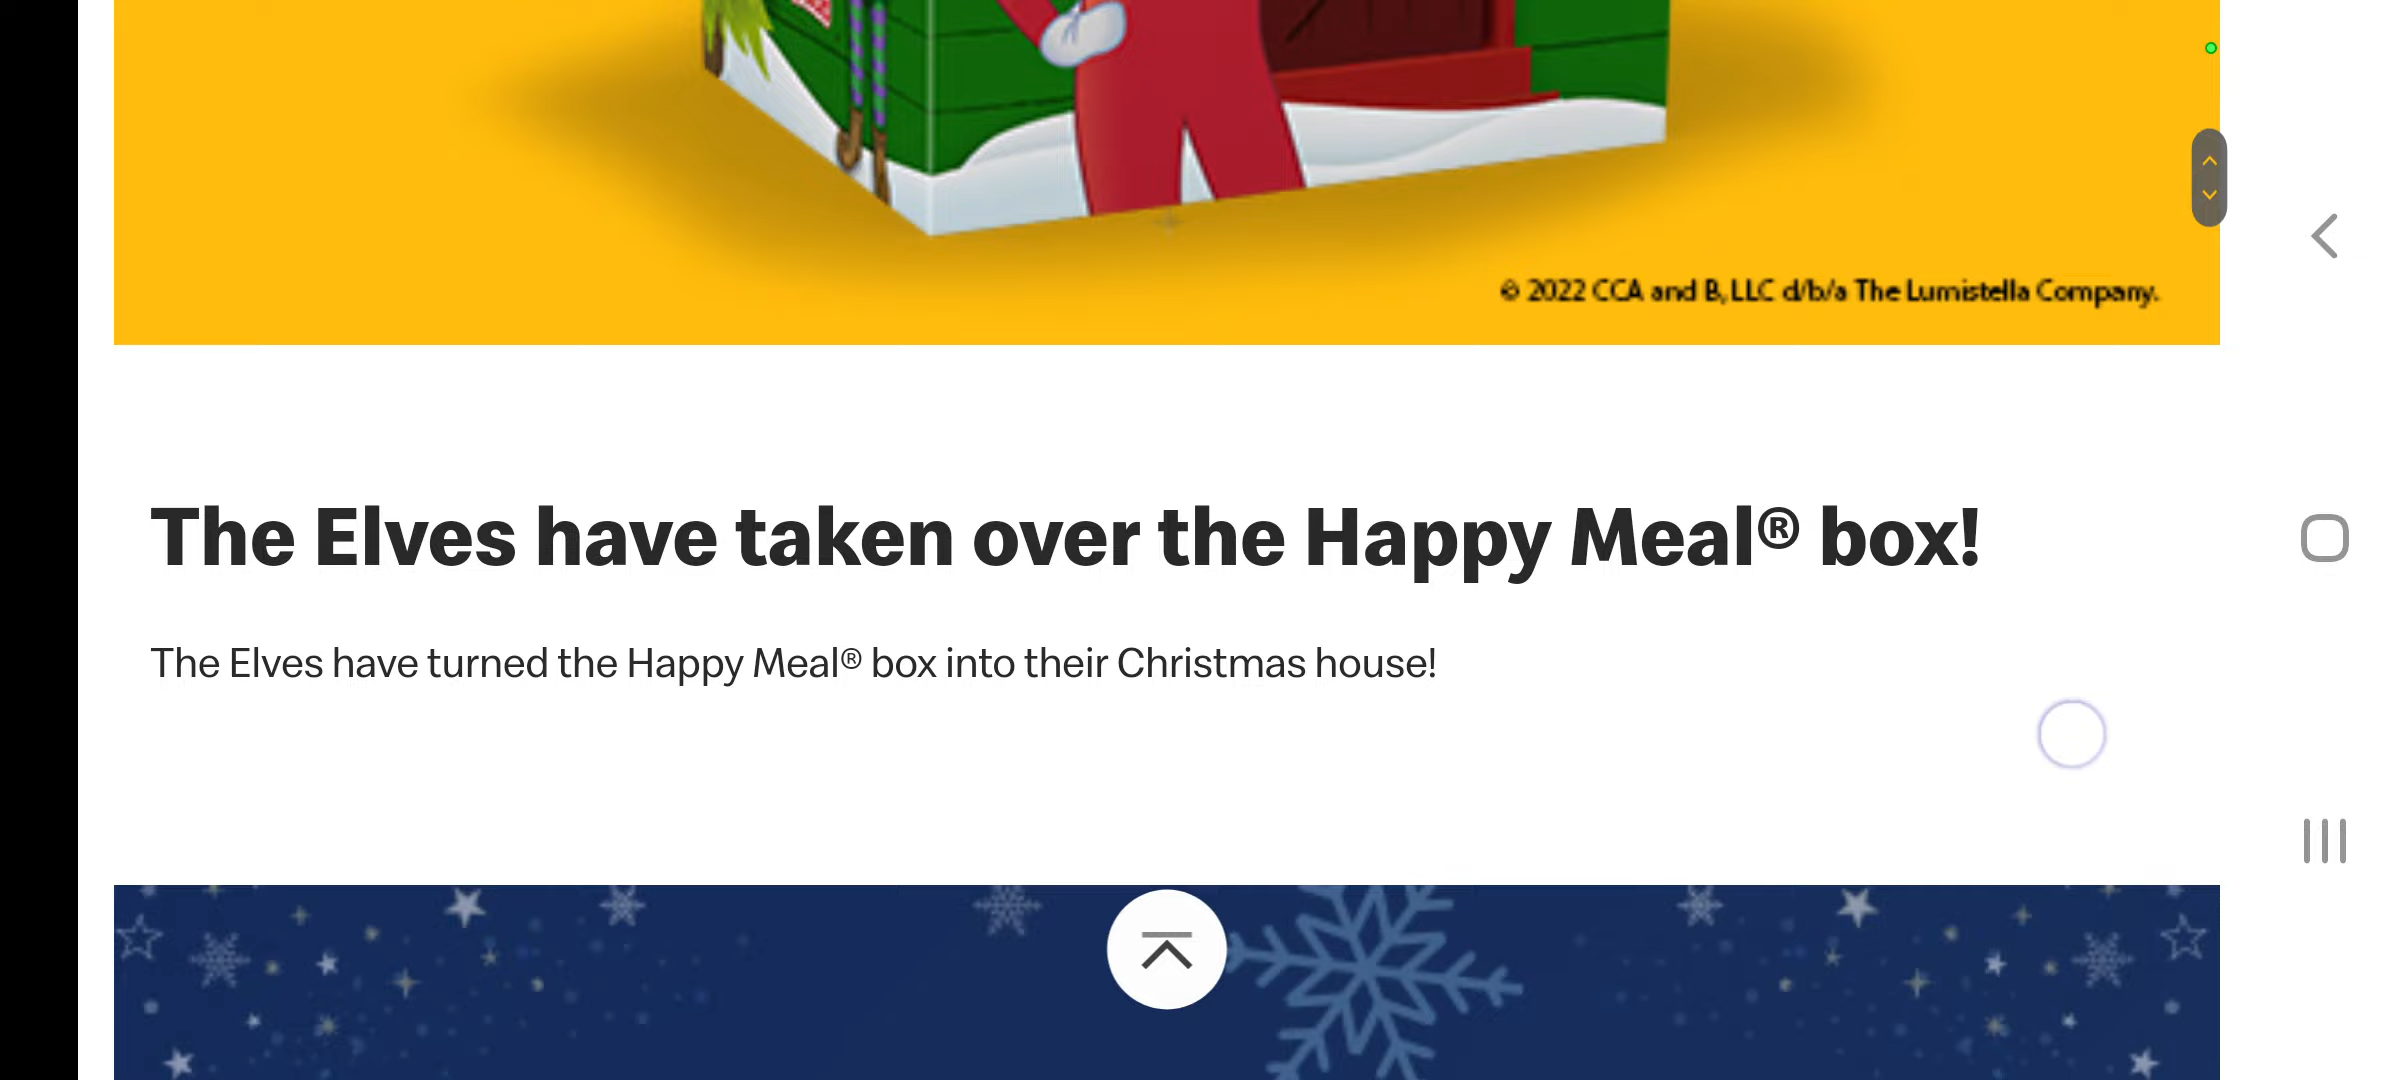 © 2022 CCA and B, LLC d/b/a The Lumistella Company.
The Elves have taken over the Happy Meal® box!
The Elves have turned the Happy Meal® box into their Christmas house!